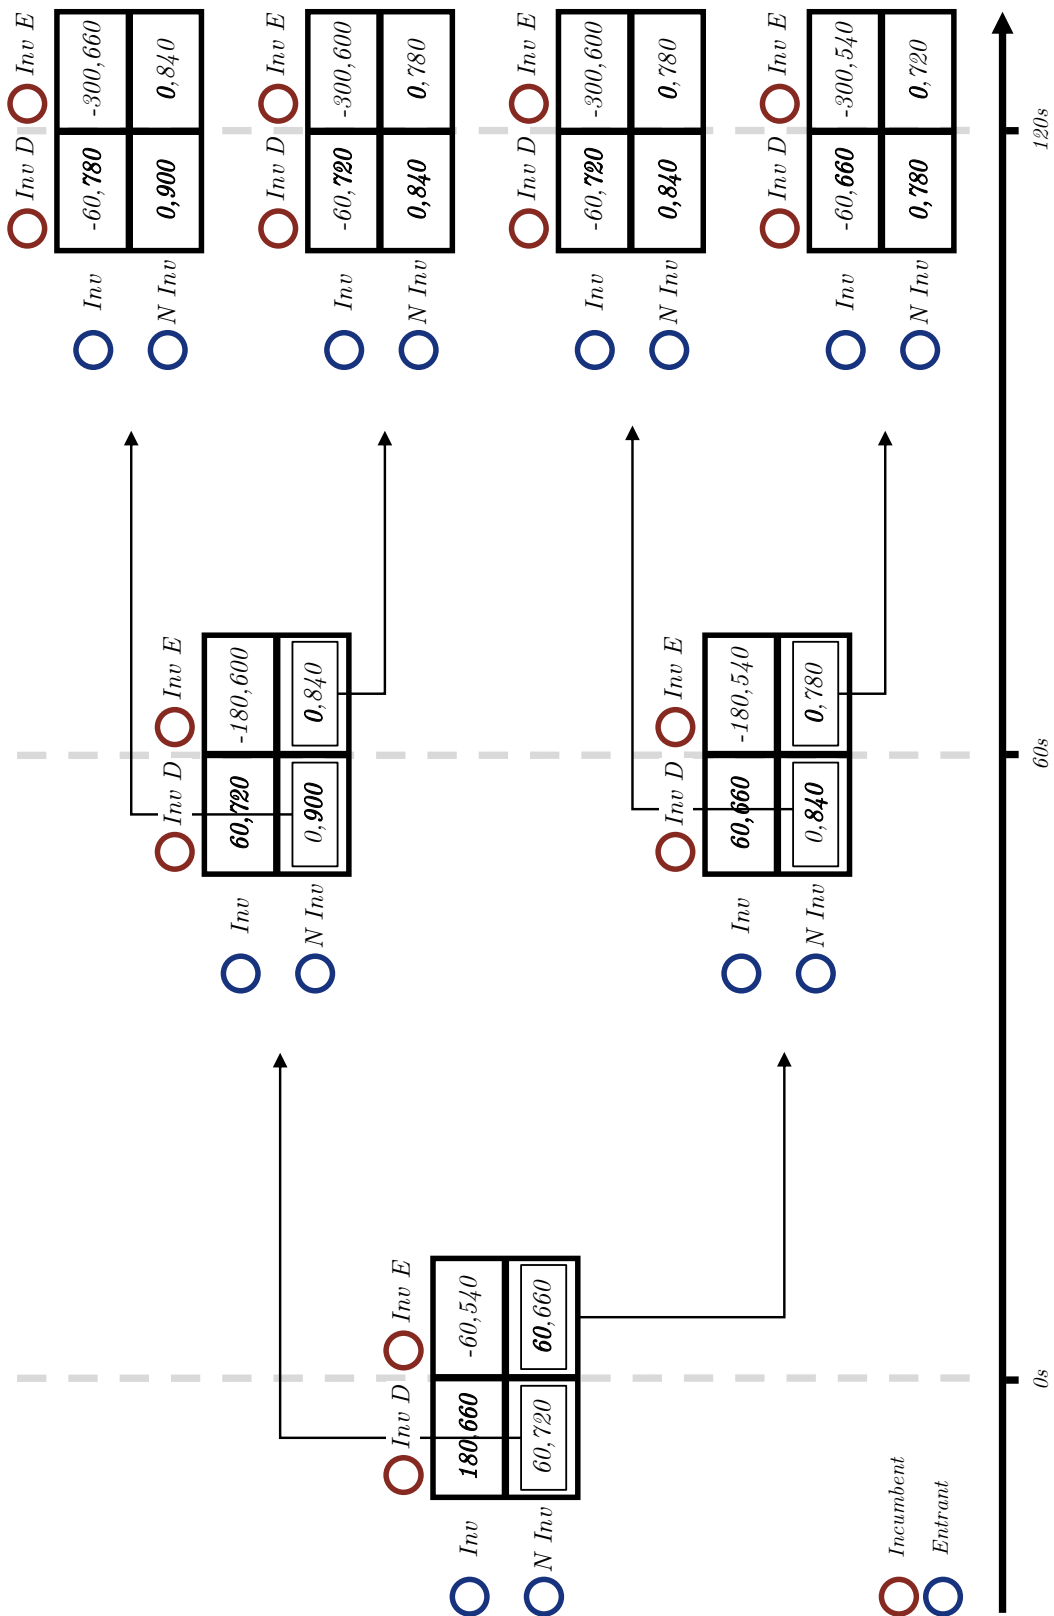 Inv D Inv E
Inv 180,660 -60,540
N Inv 60,720 60,660
Inv D Inv E
Inv 60,720 -180,600
N Inv 0,900 0,840
Inv D Inv E
Inv 60,660 -180,540
N Inv 0,840 0,780
Inv D Inv E
Inv -60,780 -300,660
N Inv 0,900 0,840
Inv D Inv E
Inv -60,720 -300,600
N Inv 0,840 0,780
Inv D Inv E
Inv -60,720 -300,600
N Inv 0,840 0,780
Inv D Inv E
Inv -60,660 -300,540
N Inv 0,780 0,720
Incumbent
Entrant
0s 60s 120s